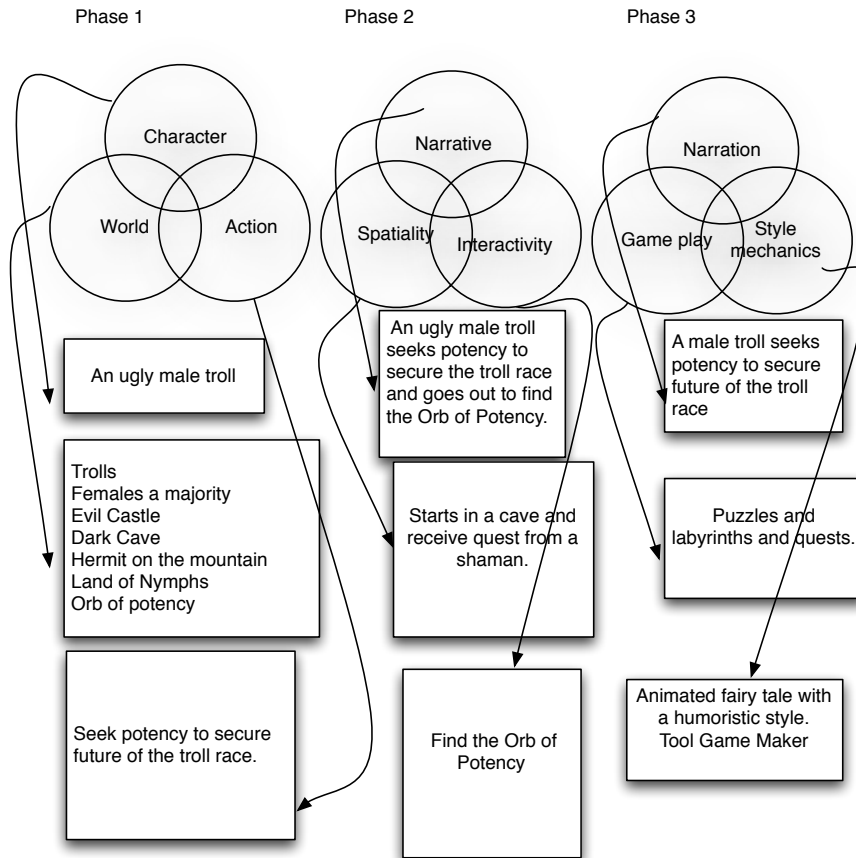 Phase 1
Phase 2
Phase 3
Character
World
Action
Narrative
Spatiality
Interactivity
Narration
Game play
Style
mechanics
An ugly male troll
Trolls
Females a majority
Evil Castle
Dark Cave
Hermit on the mountain
Land of Nymphs
Orb of potency
Seek potency to secure
future of the troll race.
An ugly male troll
seeks potency to
secure the troll race
and goes out to find
the Orb of Potency.
Starts in a cave and
receive quest from a
shaman.
Find the Orb of
Potency
A male troll seeks
potency to secure
future of the troll
race
Puzzles and
labyrinths and quests.
Animated fairy tale with
a humoristic style.
Tool Game Maker